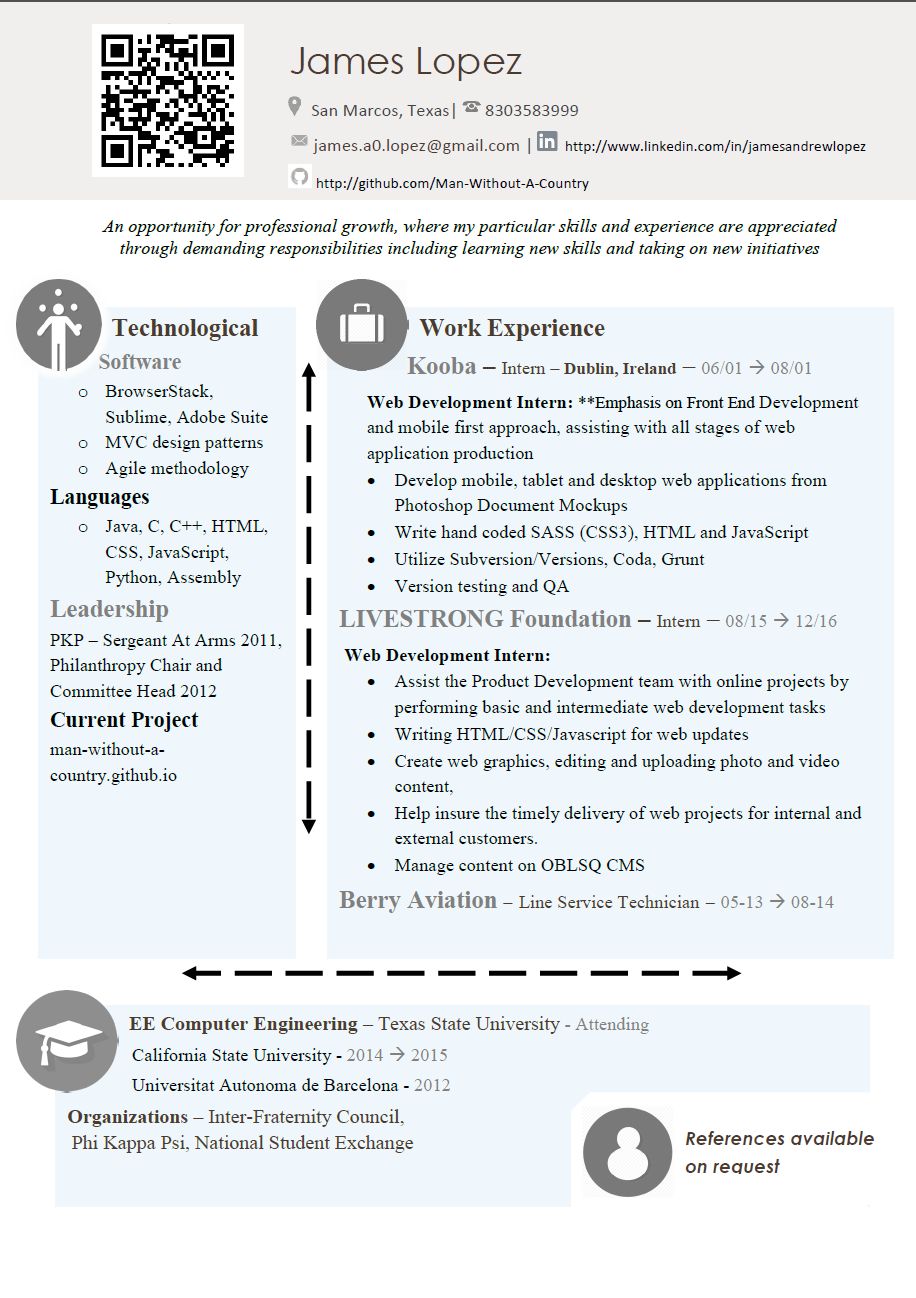 James Lopez
San Marcos, Texas| 8303583999
james.a0.lopez@gmail.com | in http://www.linkedin.com/in/jamesandrewlopez
http://github.com/Man-Without-A-Country
An opportunity for professional growth, where my particular skills and experience are appreciated
through demanding responsibilities including learning new skills and taking on new initiatives
Technological
Software
o BrowserStack,
Sublime, Adobe Suite
o MVC design patterns
o Agile methodology
Languages
o Java, C, C++, HTML,
CSS, JavaScript,
Python, Assembly
Leadership
PKP – Sergeant At Arms 2011,
Philanthropy Chair and
Committee Head 2012
Current Project
man-without-a-
country.github.io
Work Experience
Kooba – Intern – Dublin, Ireland – 06/01 → 08/01
Web Development Intern: **Emphasis on Front End Development
and mobile first approach, assisting with all stages of web
application production
• Develop mobile, tablet and desktop web applications from
Photoshop Document Mockups
• Write hand coded SASS (CSS3), HTML and JavaScript
• Utilize Subversion/Versions, Coda, Grunt
• Version testing and QA
LIVESTRONG Foundation – Intern – 08/15 → 12/16
Web Development Intern:
• Assist the Product Development team with online projects by
performing basic and intermediate web development tasks
• Writing HTML/CSS/Javascript for web updates
• Create web graphics, editing and uploading photo and video
content,
• Help insure the timely delivery of web projects for internal and
external customers.
• Manage content on OBLSQ CMS
Berry Aviation – Line Service Technician – 05-13 → 08-14
EE Computer Engineering – Texas State University - Attending
California State University - 2014 → 2015
Universitat Autonoma de Barcelona - 2012
Organizations – Inter-Fraternity Council,
Phi Kappa Psi, National Student Exchange
References available
on request